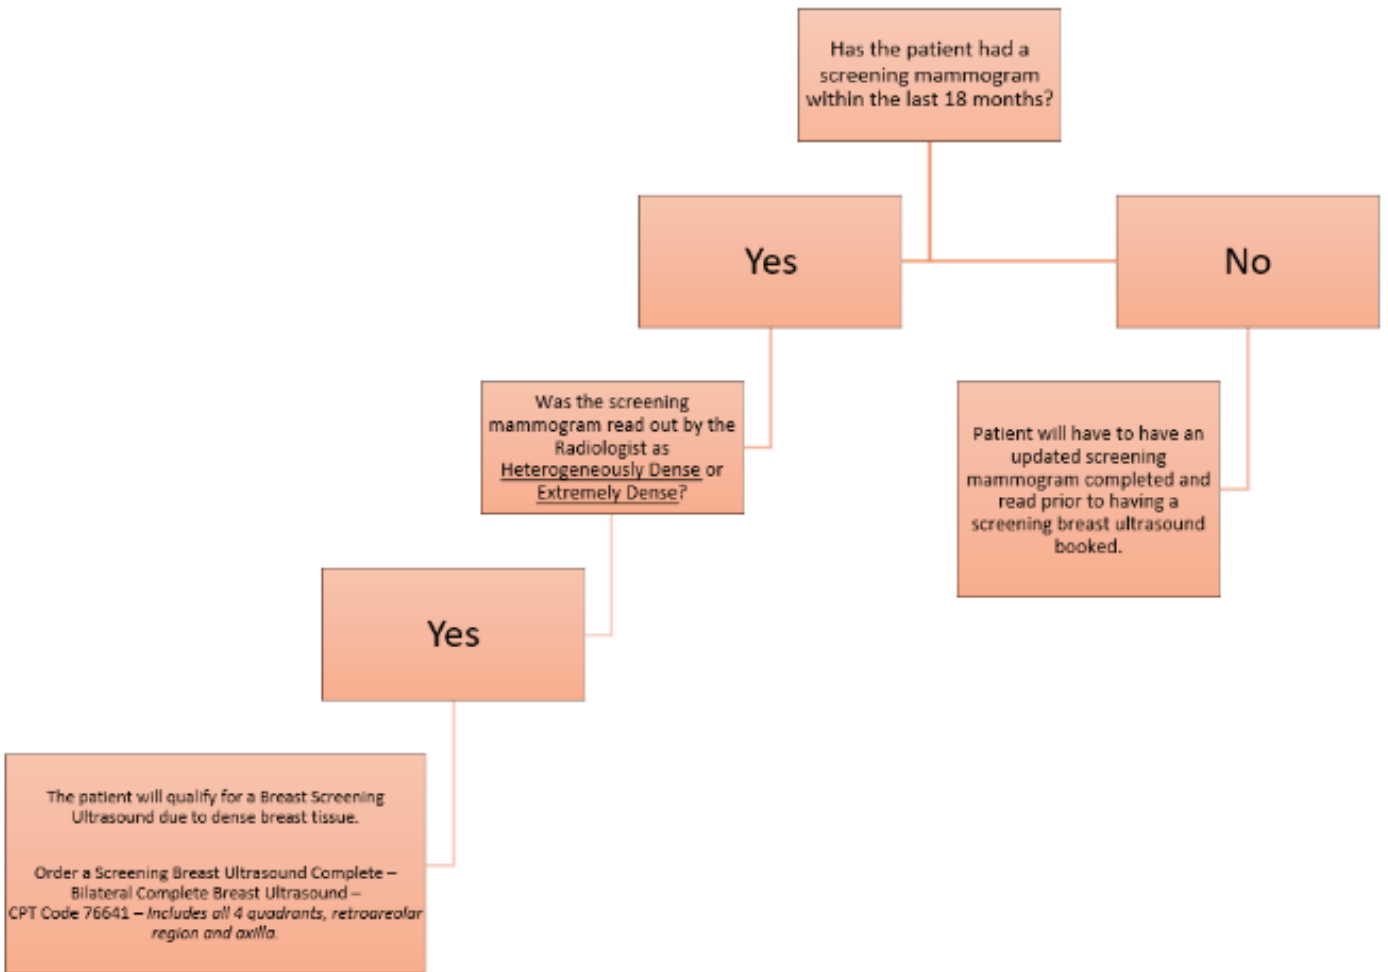 Has the patient had a
screening mammogram
within the last 18 months?
Yes
No
Was the screening
mammogram read out by the
Radiologist as
Heterogeneously Dense or
Extremely Dense?
Patient will have to have an
updated screening
mammogram completed and
read prior to having a
screening breast ultrasound
booked.
Yes
The patient will qualify for a Breast Screening
Ultrasound due to dense breast tissue.
Order a Screening Breast Ultrasound Complete –
Bilateral Complete Breast Ultrasound –
CPT Code 76641 – Includes all 4 quadrants, retroareolar
region and axilla.